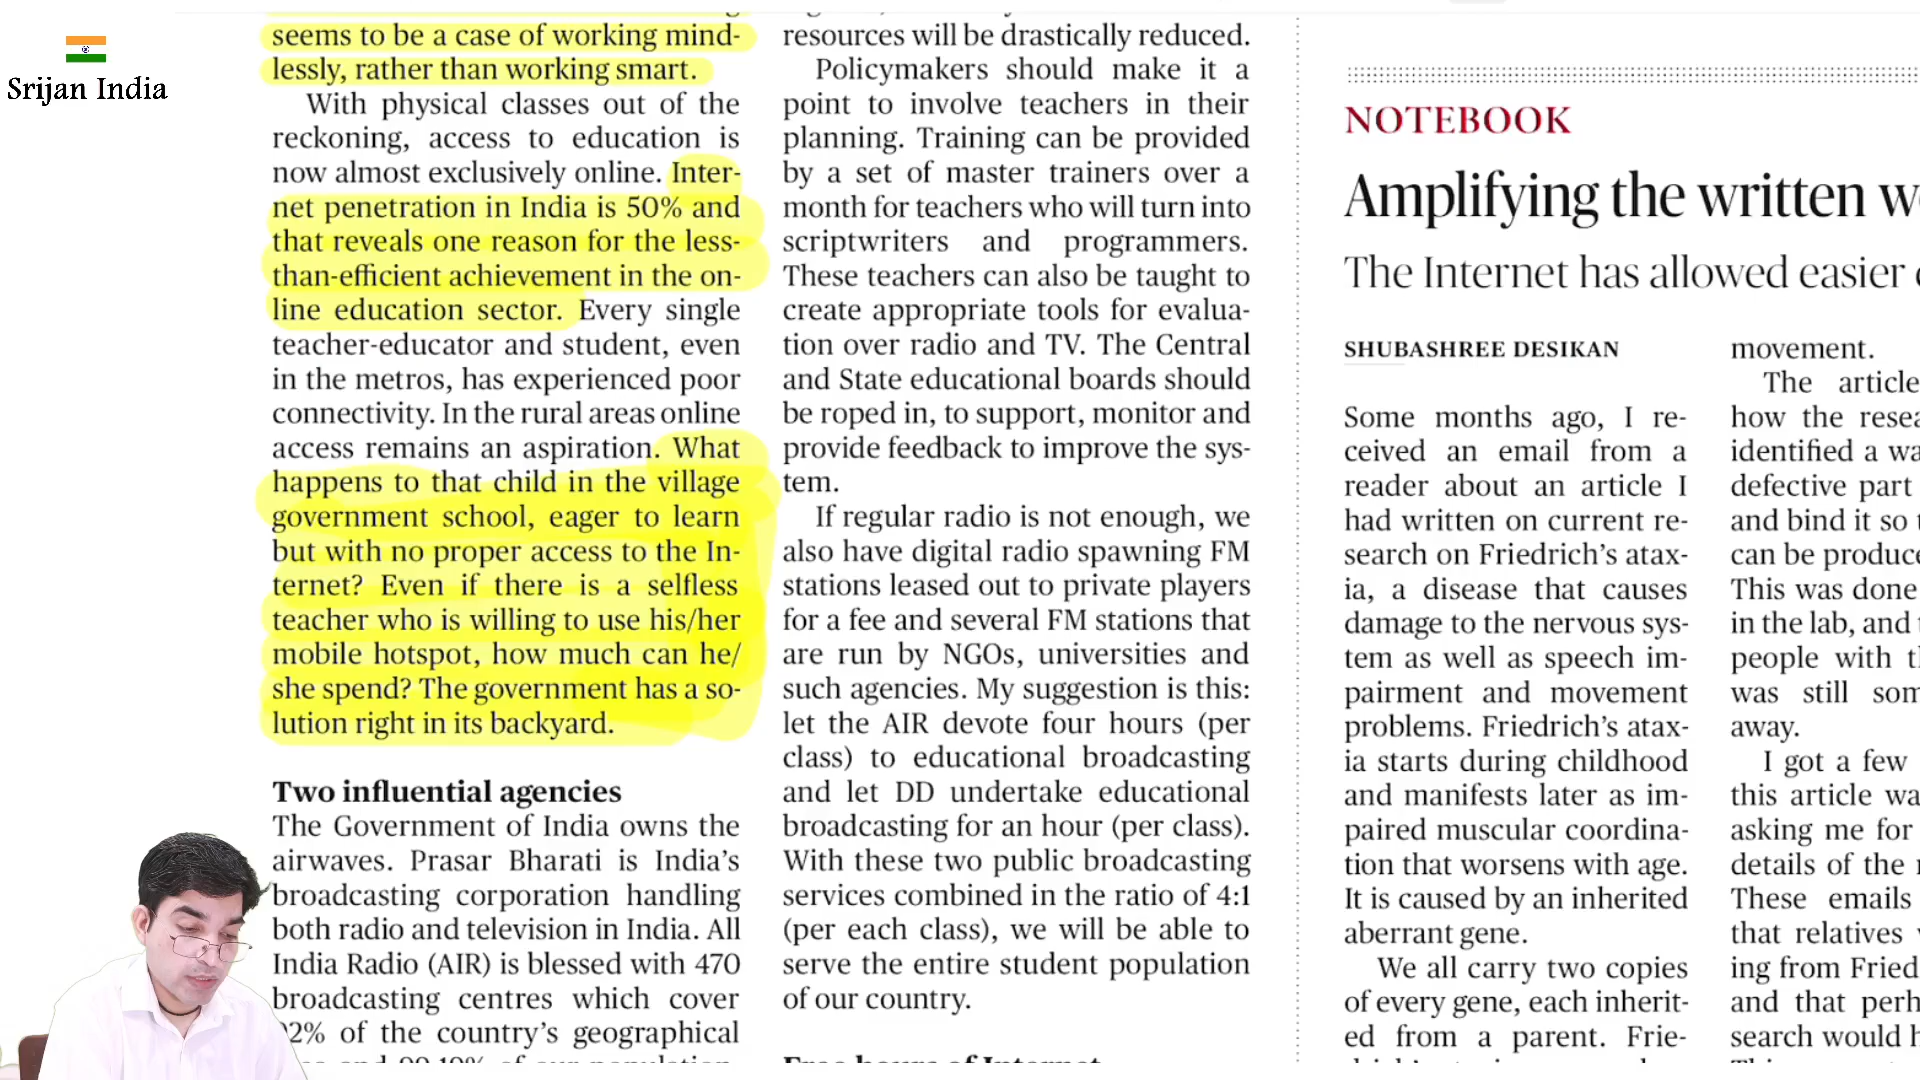 Srijan India
seems to be a case of working mind-
lessly, rather than working smart.
With physical classes out of the
reckoning, access to education is
now almost exclusively online. Inter-
net penetration in India is 50% and
that reveals one reason for the less-
than-efficient achievement in the on-
line education sector. Every single
teacher-educator and student, even
in the metros, has experienced poor
connectivity. In the rural areas online
access remains an aspiration. What
happens to that child in the village
government school, eager to learn
but with no proper access to the In-
ternet? Even if there is a selfless
teacher who is willing to use his/her
mobile hotspot, how much can he/
she spend? The government has a so-
lution right in its backyard.
Two influential agencies
The Government of India owns the
airwaves. Prasar Bharati is India's
broadcasting corporation handling
both radio and television in India. All
India Radio (AIR) is blessed with 470
broadcasting centres which cover
92% of the country's geographical
resources will be drastically reduced.
Policymakers should make it a
point to involve teachers in their
planning. Training can be provided
by a set of master trainers over a
month for teachers who will turn into
scriptwriters and programmers.
These teachers can also be taught to
create appropriate tools for evalua-
tion over radio and TV. The Central
and State educational boards should
be roped in, to support, monitor and
provide feedback to improve the sys-
tem.
If regular radio is not enough, we
also have digital radio spawning FM
stations leased out to private players
for a fee and several FM stations that
are run by NGOs, universities and
such agencies. My suggestion is this:
let the AIR devote four hours (per
class) to educational broadcasting
and let DD undertake educational
broadcasting for an hour (per class).
With these two public broadcasting
services combined in the ratio of 4:1
(per each class), we will be able to
serve the entire student population
of our country.
Free hours of Internet
NOTEBOOK
Amplifying the written w
The Internet has allowed easier
SHUBASHREE DESIKAN
Some months ago, I re-
ceived an email from a
reader about an article I
had written on current re-
search on Friedrich's atax-
ia, a disease that causes
damage to the nervous sys-
tem as well as speech im-
pairment and movement
problems. Friedrich's atax-
ia starts during childhood
and manifests later as im-
paired muscular coordina-
tion that worsens with age.
It is caused by an inherited
aberrant gene.
We all carry two copies
of every gene, each inherit-
ed from a parent. Frie-
movement.
The article
how the resea
identified a wa
defective part
and bind it so t
can be produce
This was done
in the lab, and t
people with th
was still som
away.
I got a few
this article wa
asking me for
details of the r
These emails
that relatives
ing from Fried
and that perh
search would h